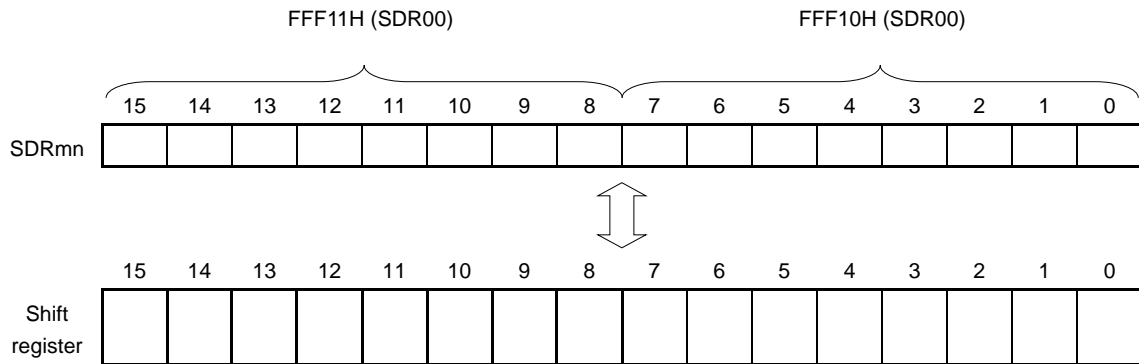 FFF11H (SDR00) FFF10H (SDR00)
15 14 13 12 11 10 9 8 7 6 5 4 3 2 1 0
SDRmn
15 14 13 12 11 10 9 8 7 6 5 4 3 2 1 0
Shift
register